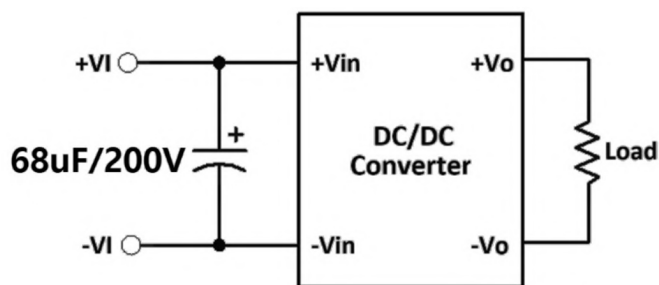 +VI
+Vin
+Vo
+
68uF/200V
DC/DC
Converter
Load
-VI
-Vin
-Vo